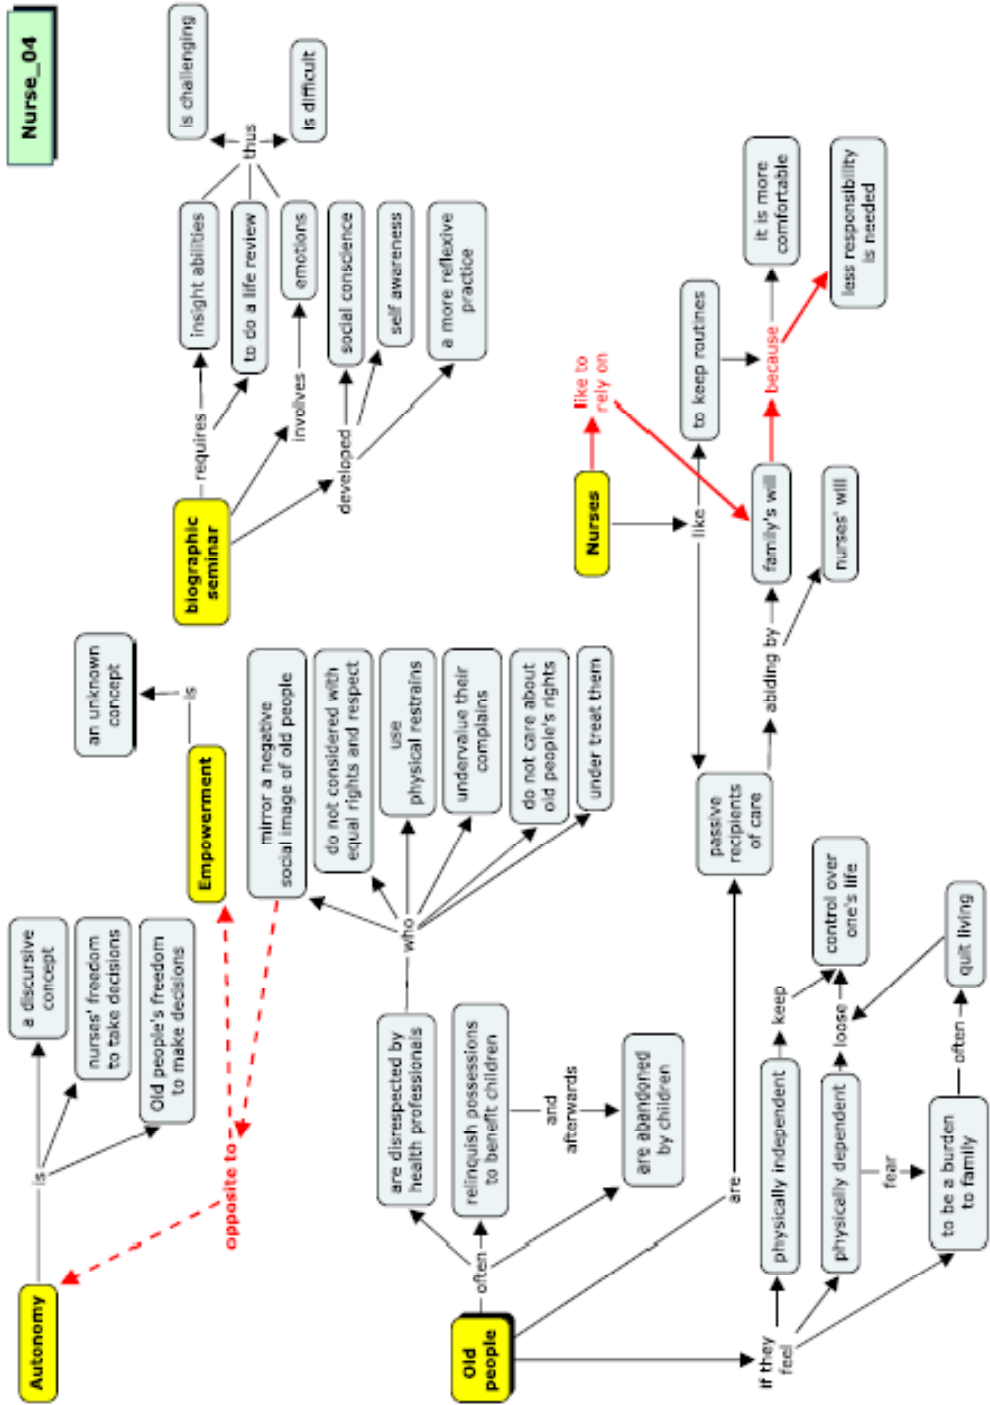 Nurse_04
Autonomy
is
a discursive
concept
nurses' freedom
to take decisions
Old people's freedom
to make decisions
opposite to
Empowerment
is
an unknown
concept
biographic
seminar
requires
insight abilities
to do a life review
involves
emotions
thus
is challenging
is difficult
developed
social conscience
self awareness
a more reflexive
practice
Old
people
often
are disrespected by
health professionals
who
mirror a negative
social image of old people
do not considered with
equal rights and respect
use
physical restrains
undervalue their
complains
do not care about
old people's rights
under treat them
relinquish possessions
to benefit children
and
afterwards
are abandoned
by children
are
passive
recipients
of care
abiding by
family's will
nurses' will
Nurses
like to
rely on
like
to keep routines
because
it is more
comfortable
less responsibility
is needed
If they
feel
physically independent
keep
control over
one's life
physically dependent
loose
fear
to be a burden
to family
often
quit living